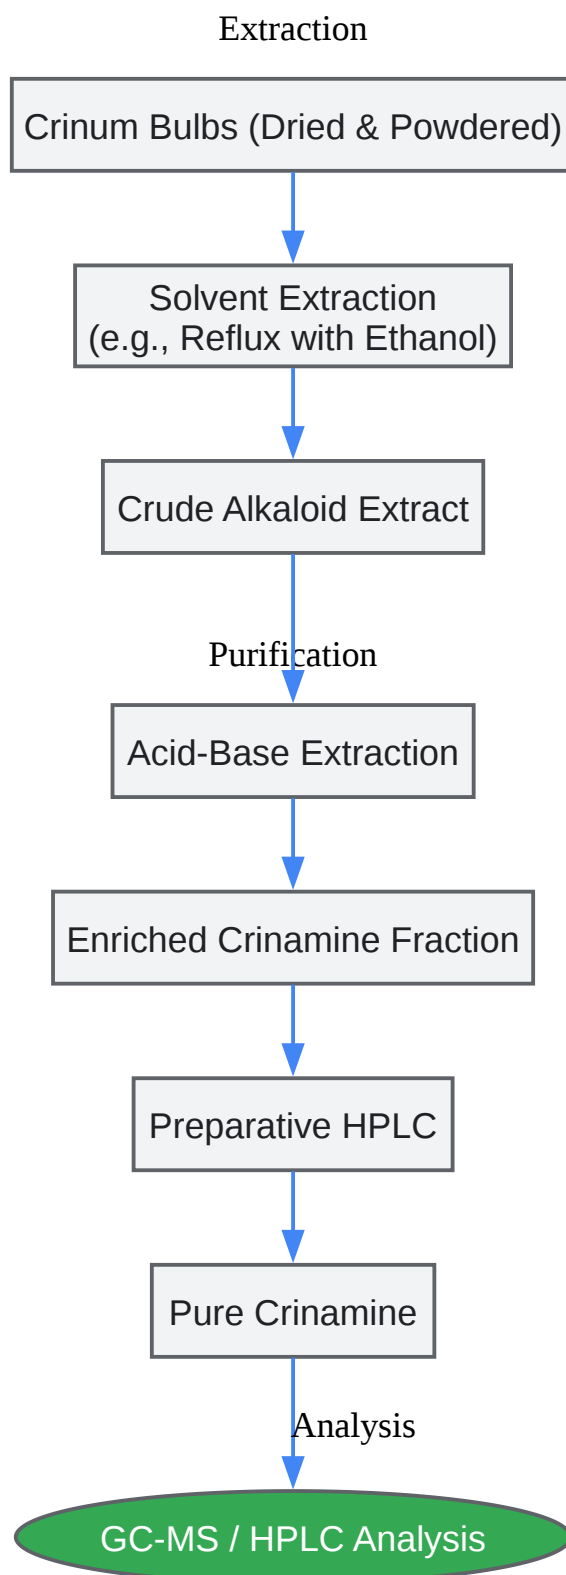 Extraction
Crinum Bulbs (Dried & Powdered)
Solvent Extraction
(e.g., Reflux with Ethanol)
Crude Alkaloid Extract
Purification
Acid-Base Extraction
Enriched Crinamine Fraction
Preparative HPLC
Pure Crinamine
Analysis
GC-MS / HPLC Analysis